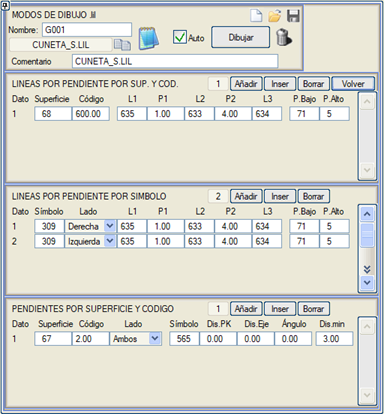 MODOS DE DIBUJO .lil
Nombre: G001
CUNETA_S.LIL Auto Dibujar
Comentario CUNETA_S.LIL
LINEAS POR PENDIENTE POR SUP. Y COD. 1 Añadir Inser Borrar Volver
Dato Superficie Código L1 P1 L2 P2 L3 P.Bajo P.Alto
1 68 600.00 635 1.00 633 4.00 634 71 5
LINEAS POR PENDIENTE POR SIMBOLO 2 Añadir Inser Borrar
Dato Símbolo Lado L1 P1 L2 P2 L3 P.Bajo P.Alto
1 309 Derecha 635 1.00 633 4.00 634 71 5
2 309 Izquierda 635 1.00 633 4.00 634 71 5
PENDIENTES POR SUPERFICIE Y CODIGO 1 Añadir Inser Borrar
Dato Superficie Código Lado Símbolo Dis.PK Dis.Eje Ángulo Dis.min
1 67 2.00 Ambos 565 0.00 0.00 0.00 3.00